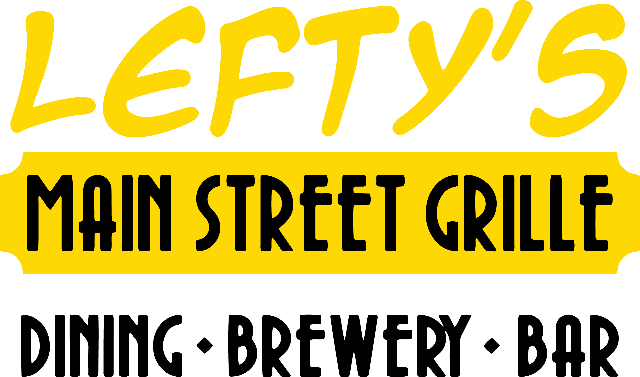 LEFTY'S
MAIN STREET GRILLE
DINING · BREWERY · BAR